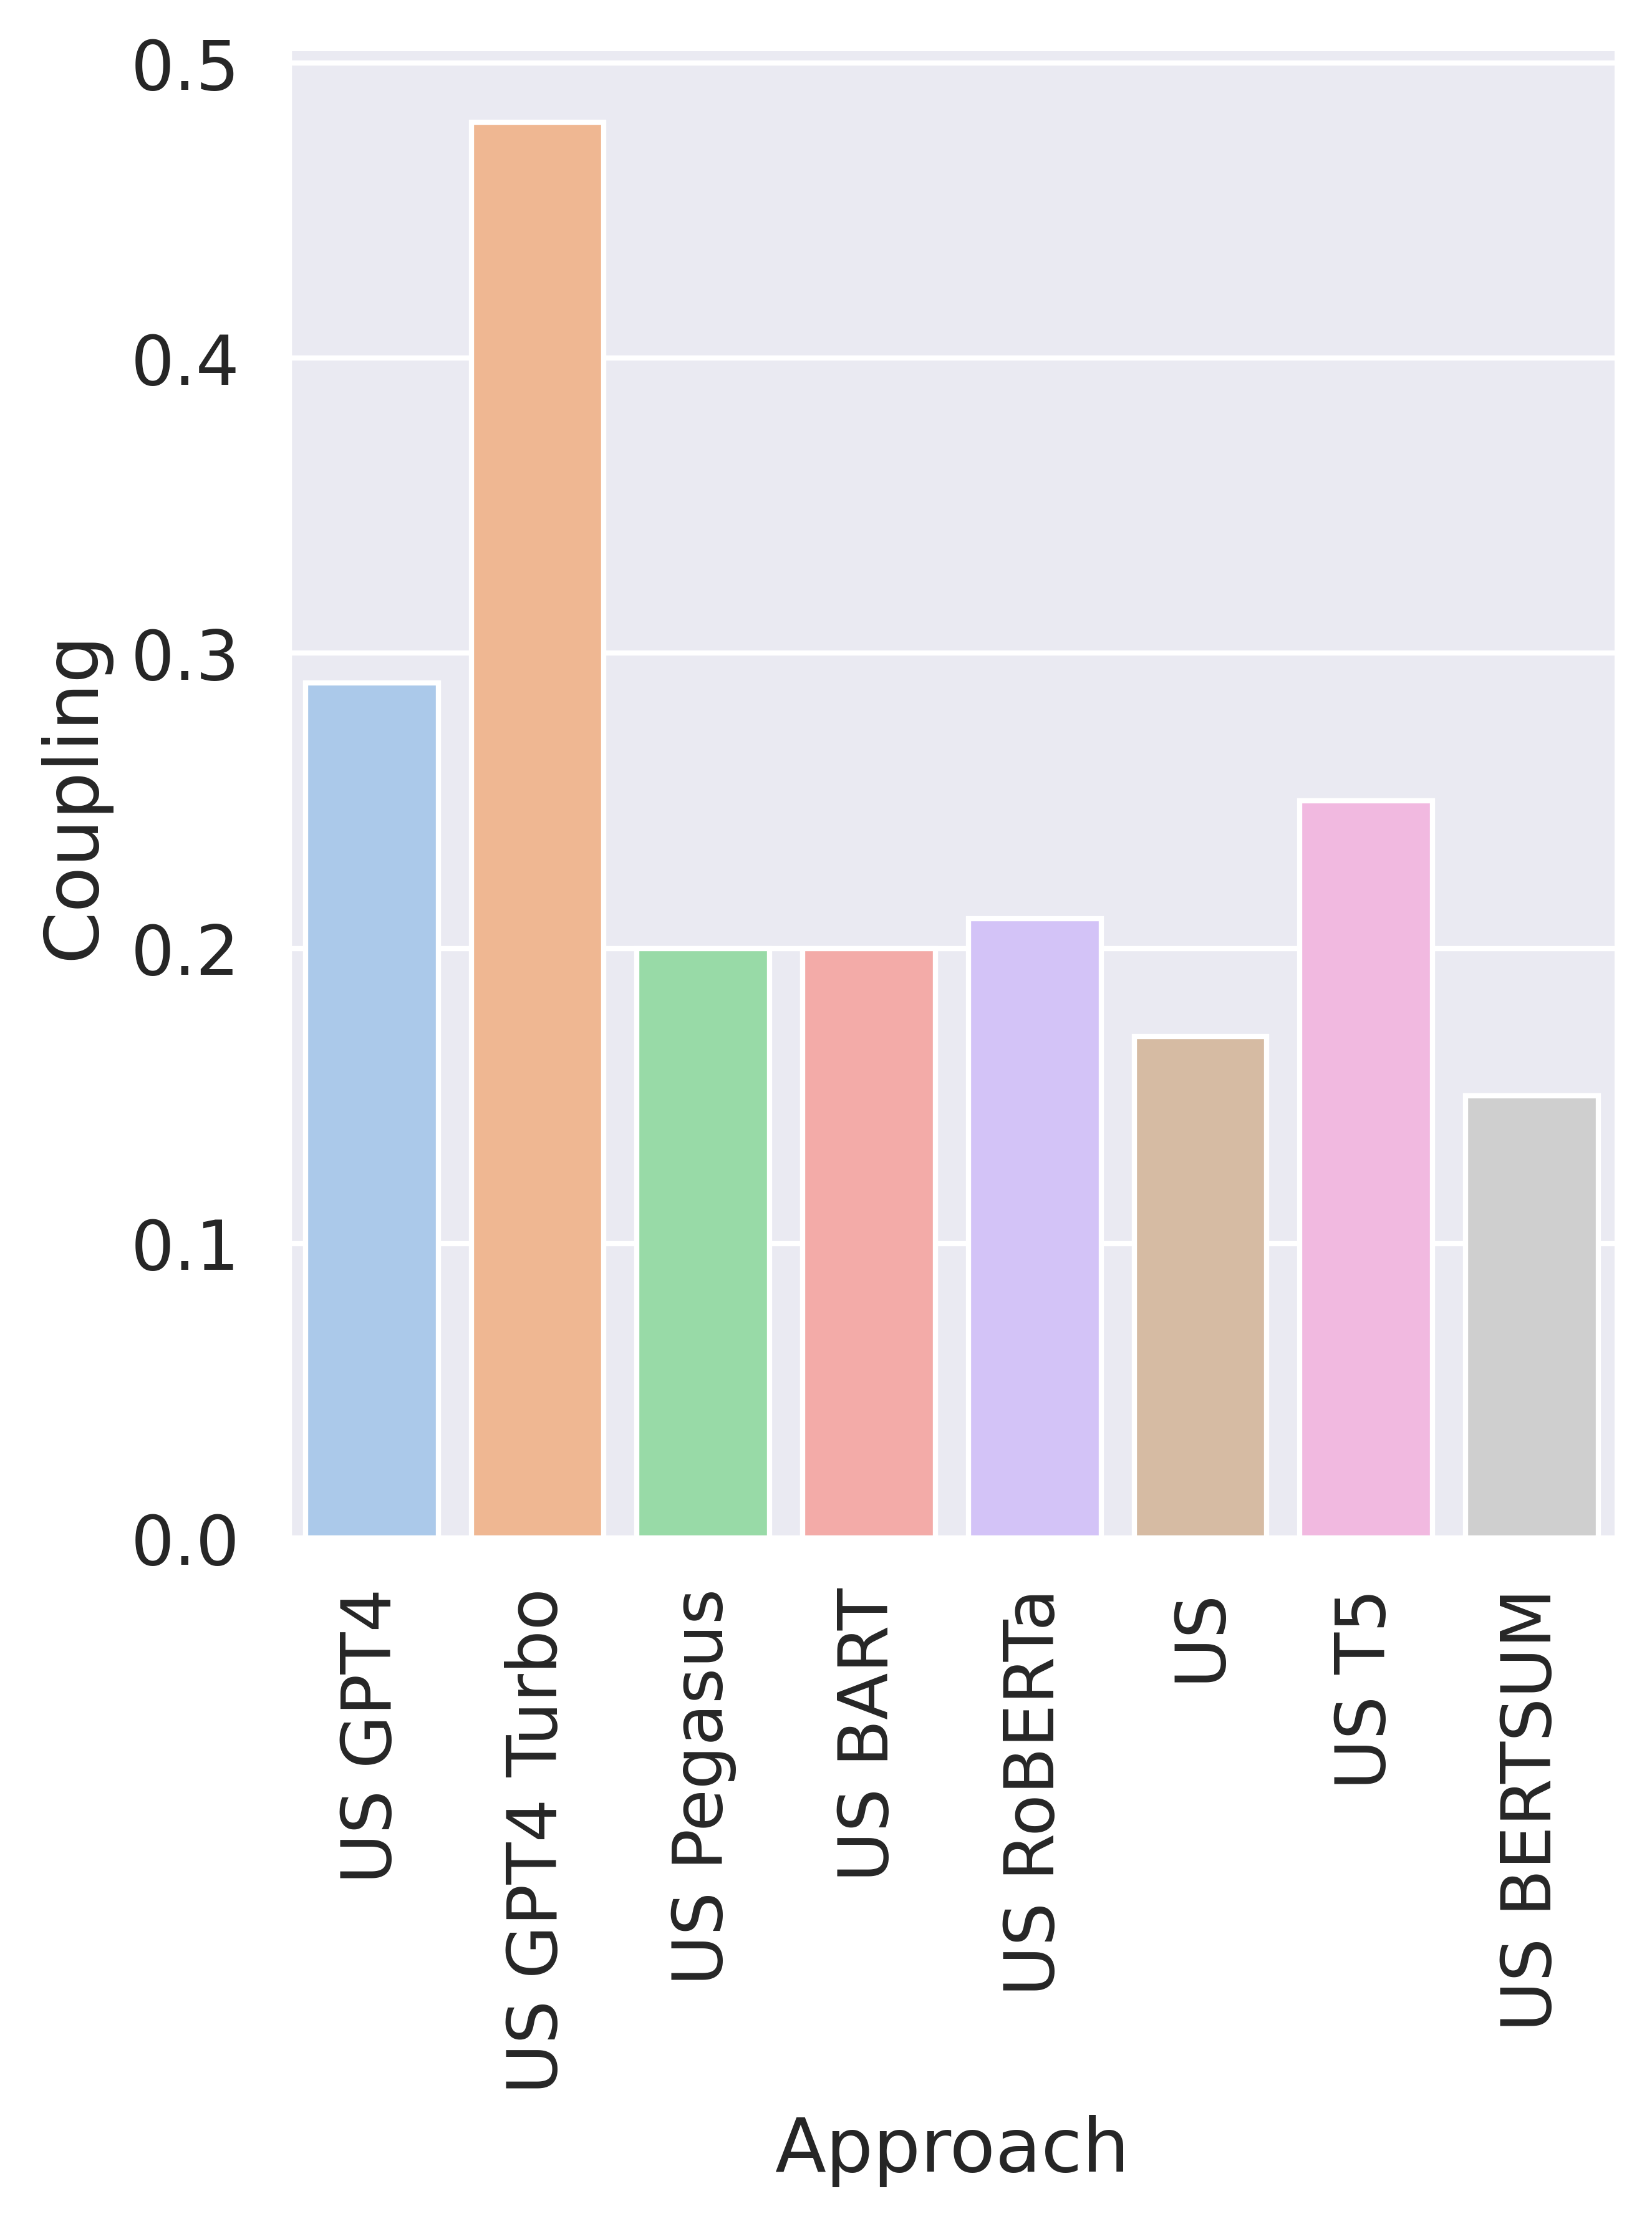 0.5
0.4
0.3
0.2
0.1
0.0
Coupling
US GPT4
US GPT4 Turbo
US Pegasus
US BART
US RoBERTa
US
US T5
US BERTSUM
Approach